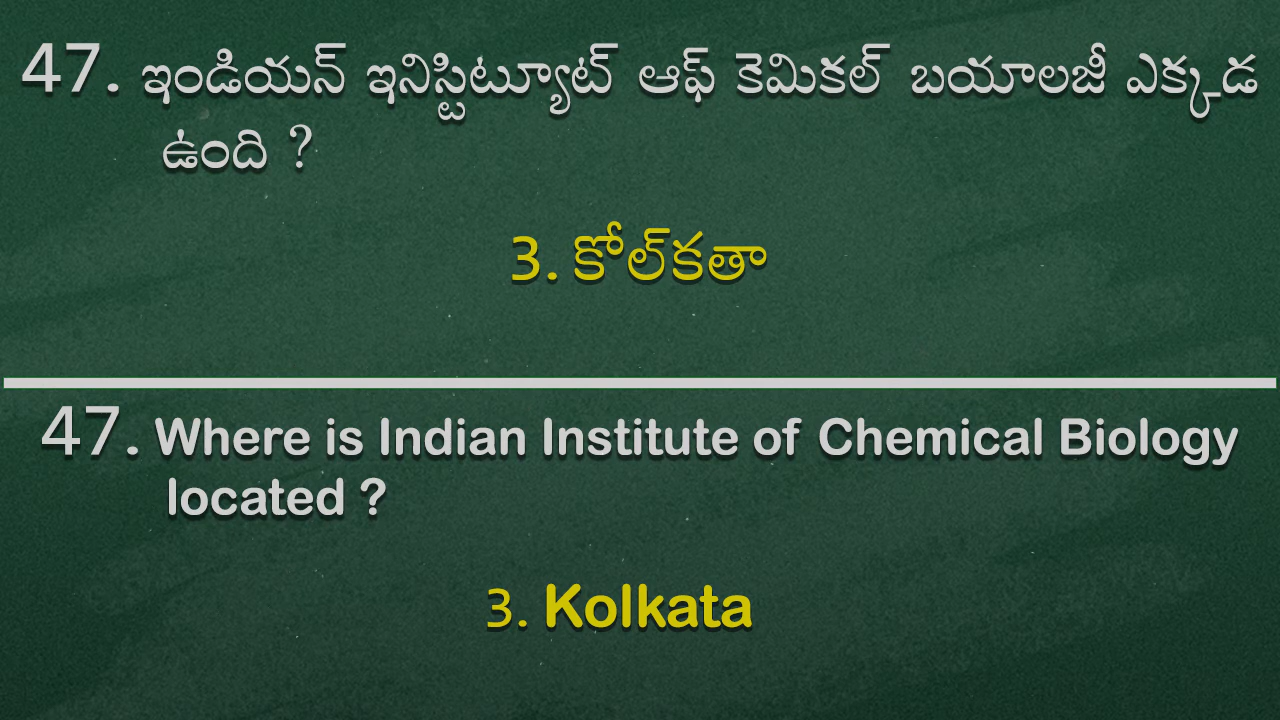 47. ఇండియన్ ఇనిస్టిట్యూట్ ఆఫ్ కెమికల్ బయాలజీ ఎక్కడ
ఉంది ?
3. కోల్‌కతా
47. Where is Indian Institute of Chemical Biology
located ?
3. Kolkata